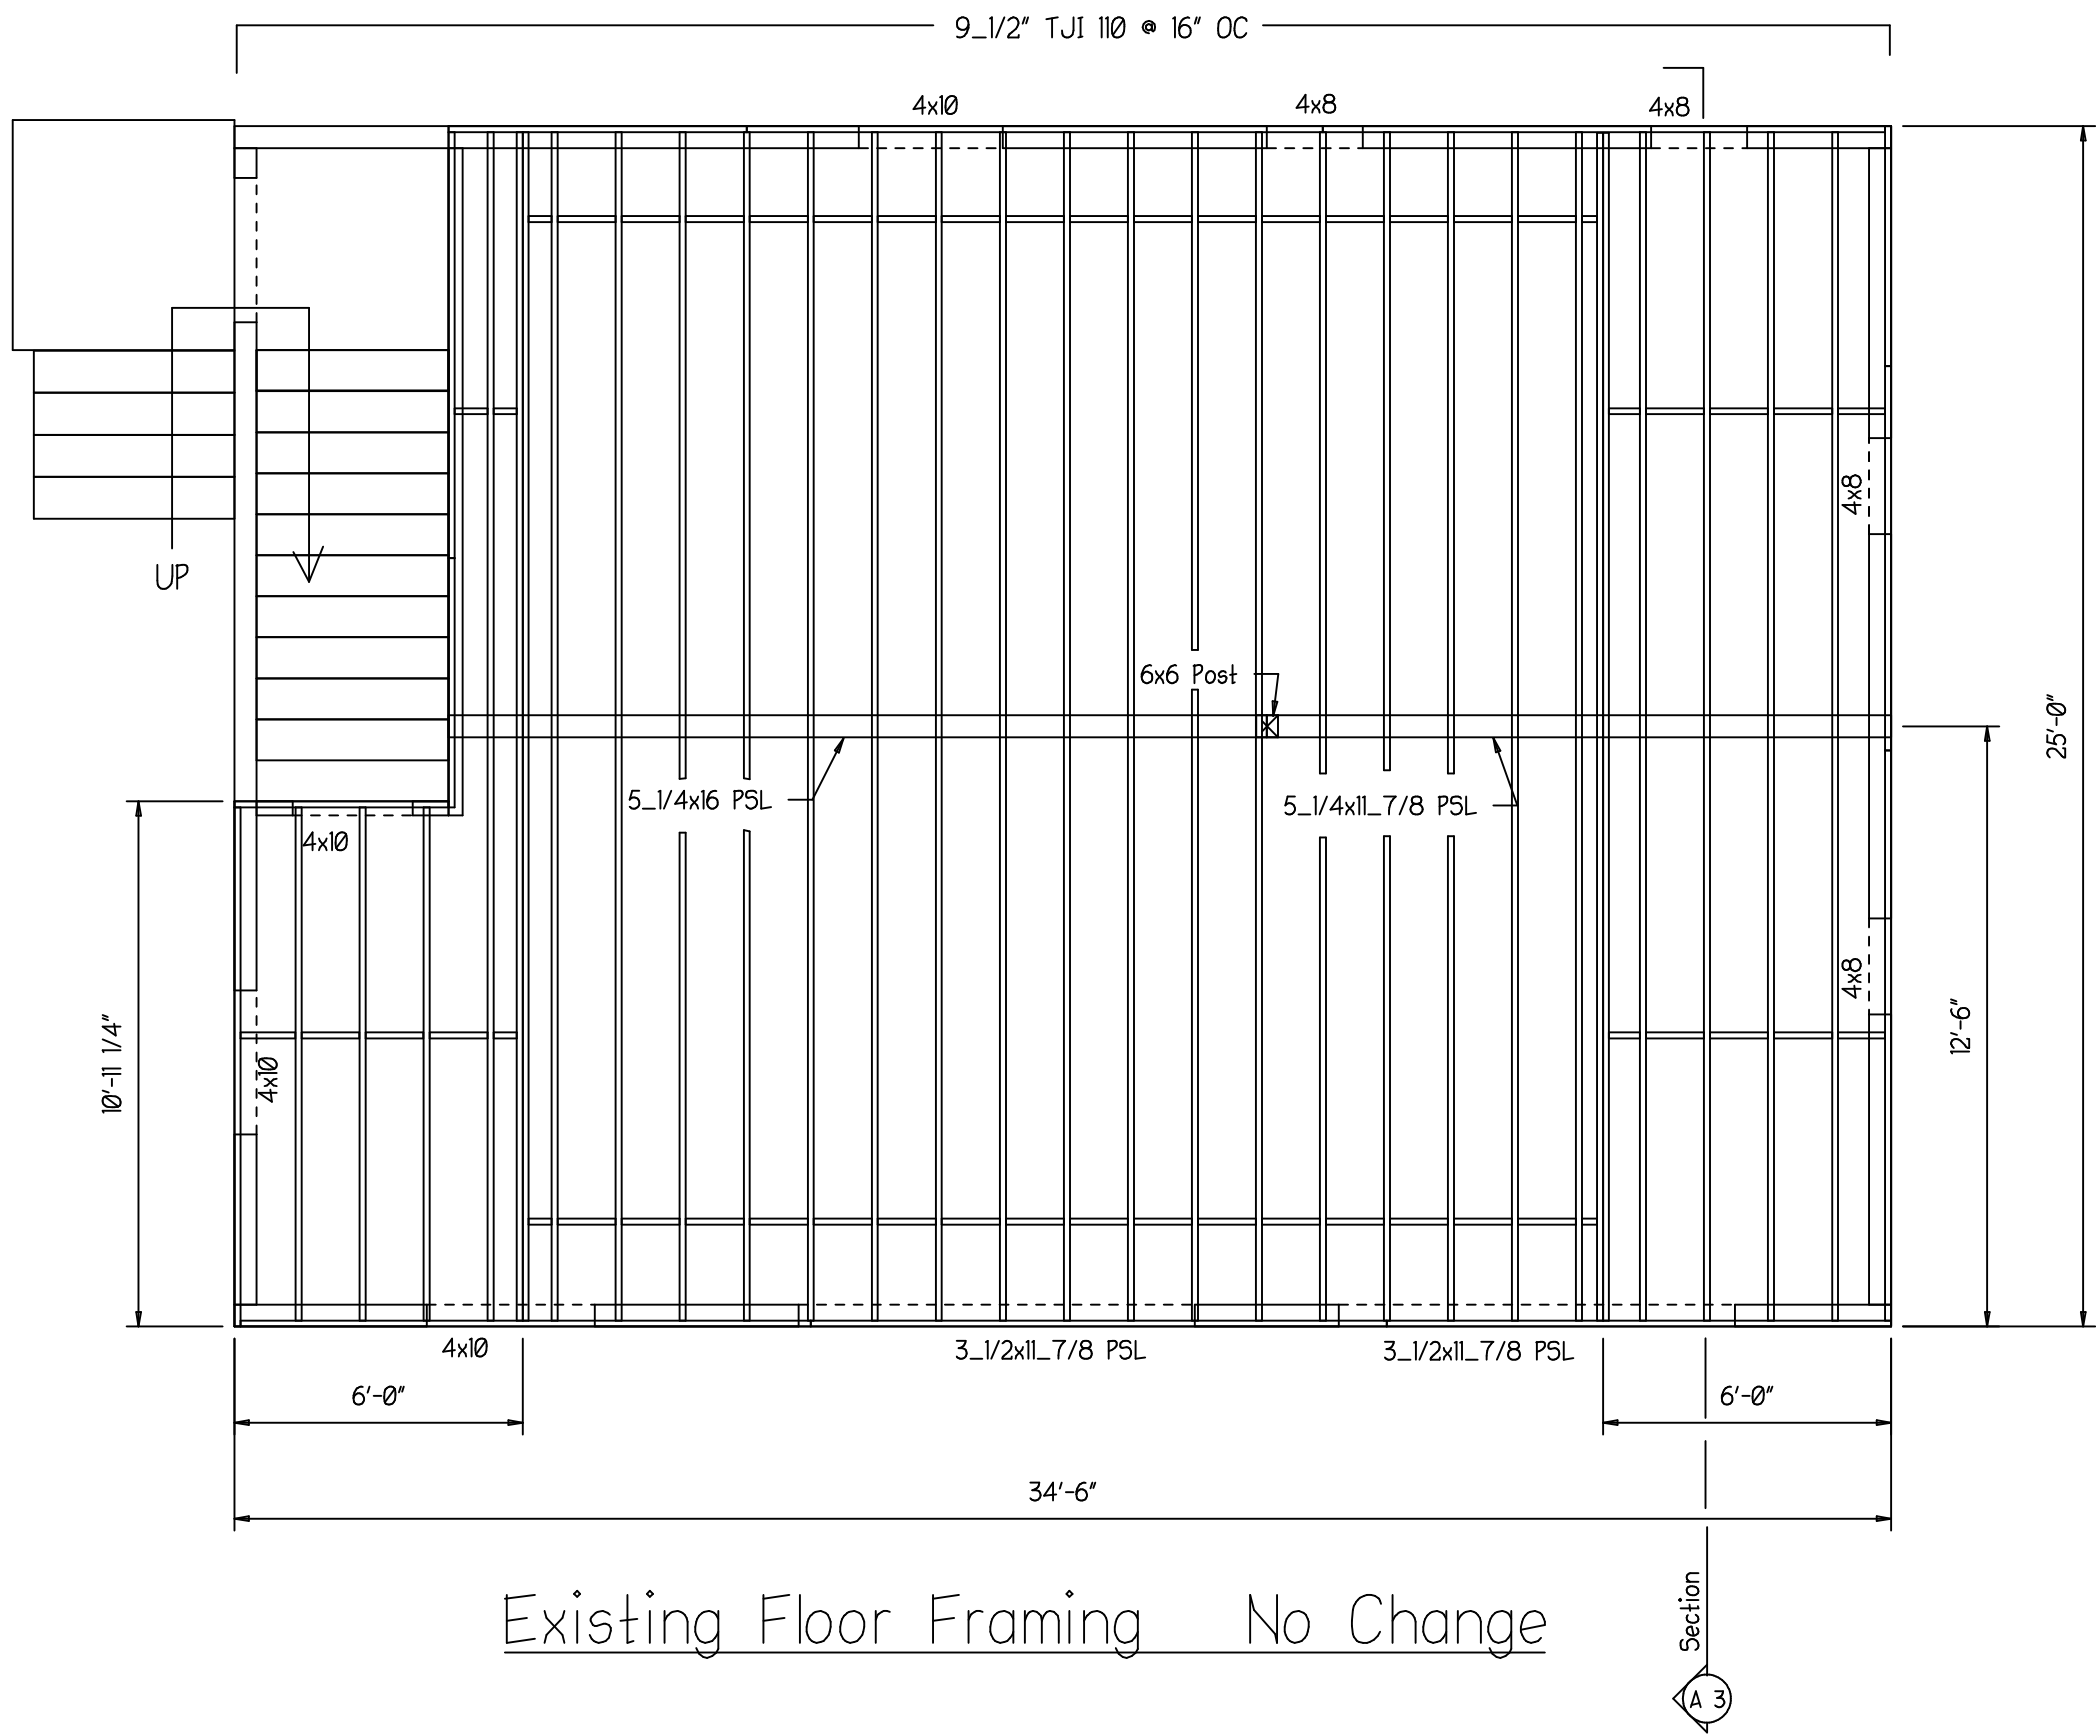 9_1/2" TJI 110 @ 16" OC
4x10
4x8
4x8
4x8
UP
6x6 Post
25'-0"
5_1/4x16 PSL
5_1/4x11_7/8 PSL
4x10
4x8
12'-6"
10'-11 1/4"
4x10
4x10
3_1/2x11_7/8 PSL
3_1/2x11_7/8 PSL
6'-0"
6'-0"
34'-6"
Existing Floor Framing No Change
Section
A 3